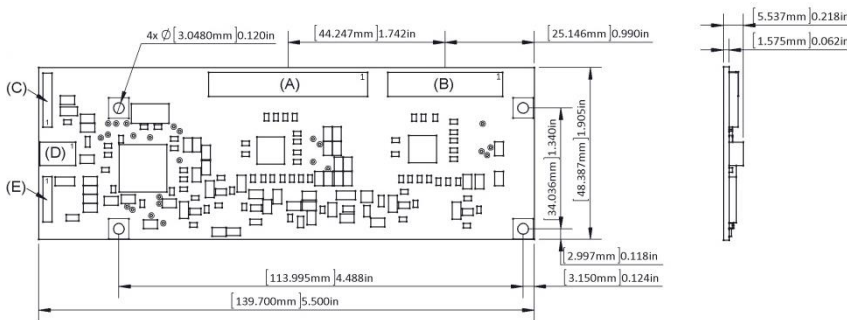 4x Ø [3.0480mm] 0.120in
[44.247mm] 1.742in
[25.146mm] 0.990in
[5.537mm] 0.218in
[1.575mm] 0.062in
(A)
1
(B)
1
(C)
1
(D)
1
(E)
1
[34.036mm] 1.340in
[48.387mm] 1.905in
[2.997mm] 0.118in
[3.150mm] 0.124in
[113.995mm] 4.488in
[139.700mm] 5.500in